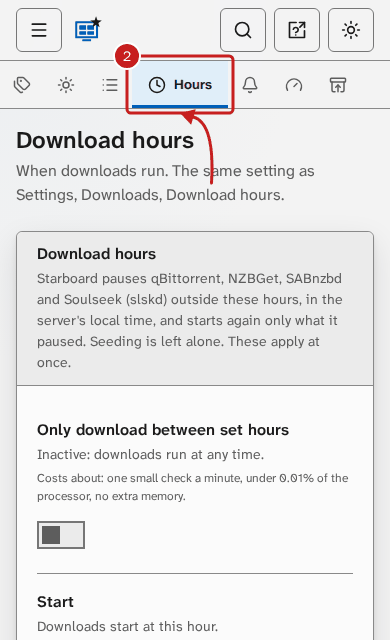 2
Hours
Download hours
When downloads run. The same setting as
Settings, Downloads, Download hours.
Download hours
Starboard pauses qBittorrent, NZBGet, SABnzbd
and Soulseek (slskd) outside these hours, in the
server's local time, and starts again only what it
paused. Seeding is left alone. These apply at
once.
Only download between set hours
Inactive: downloads run at any time.
Costs about: one small check a minute, under 0.01% of the
processor, no extra memory.
Start
Downloads start at this hour.